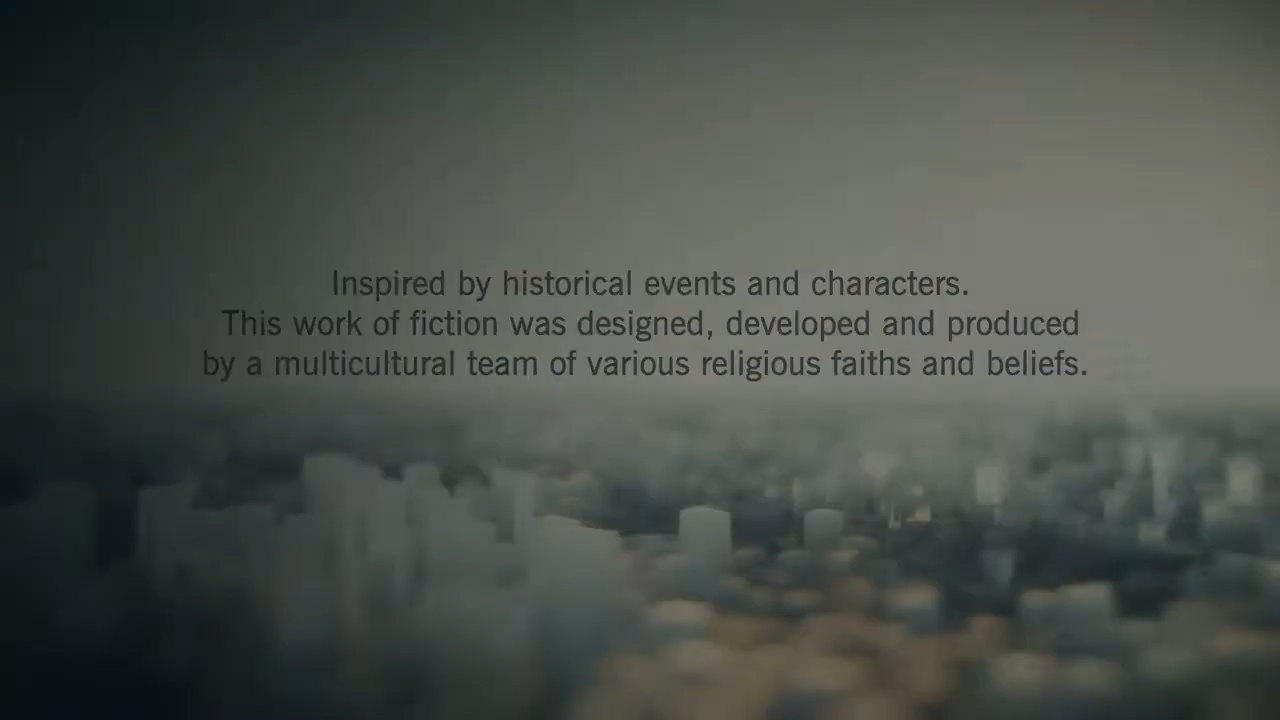 Inspired by historical events and characters.
This work of fiction was designed, developed and produced
by a multicultural team of various religious faiths and beliefs.